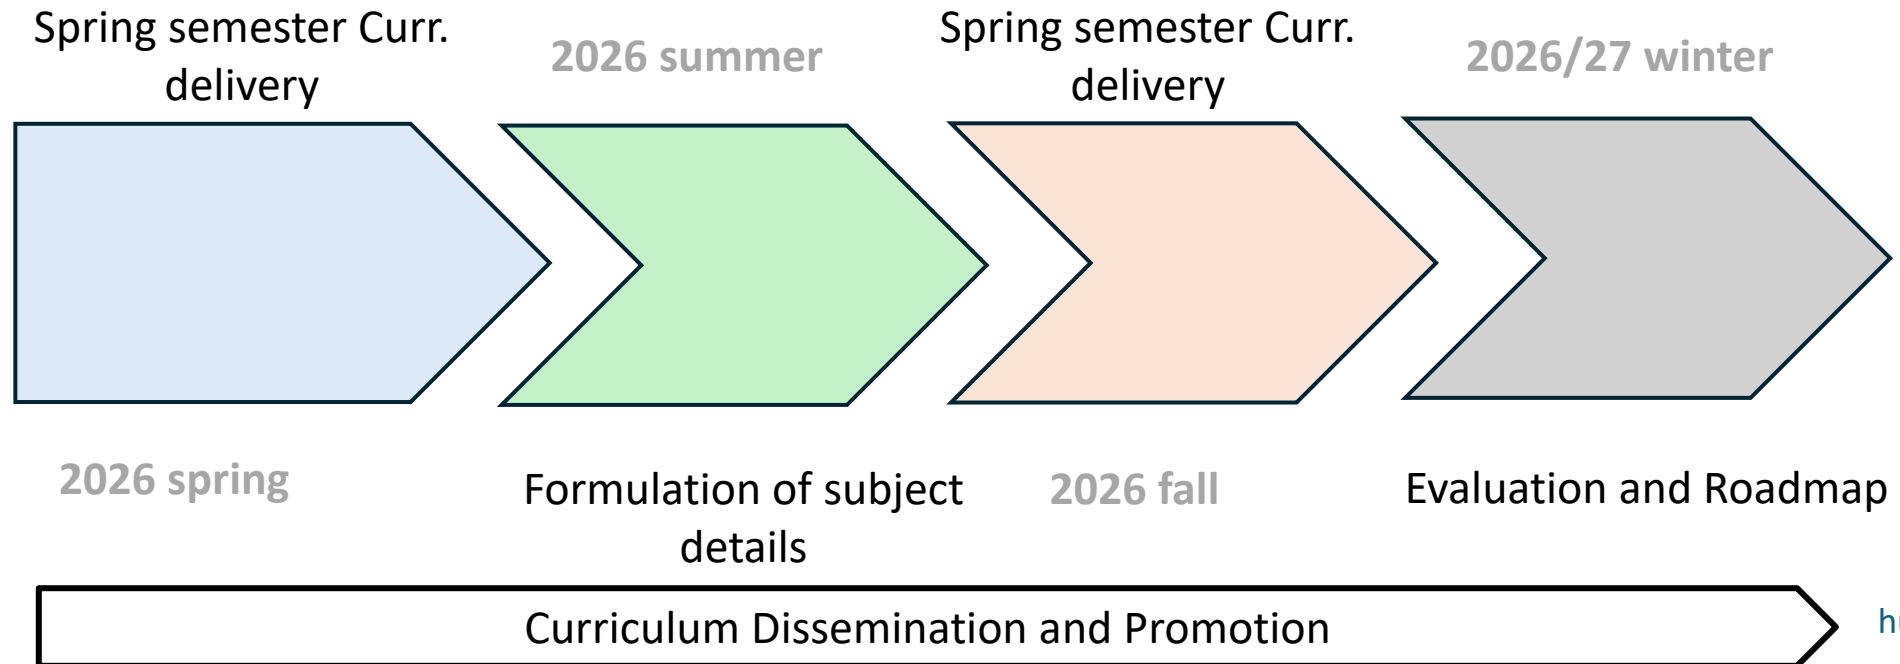 Spring semester Curr.
delivery
2026 summer
Spring semester Curr.
delivery
2026/27 winter
2026 spring
Formulation of subject
details
2026 fall
Evaluation and Roadmap
Curriculum Dissemination and Promotion